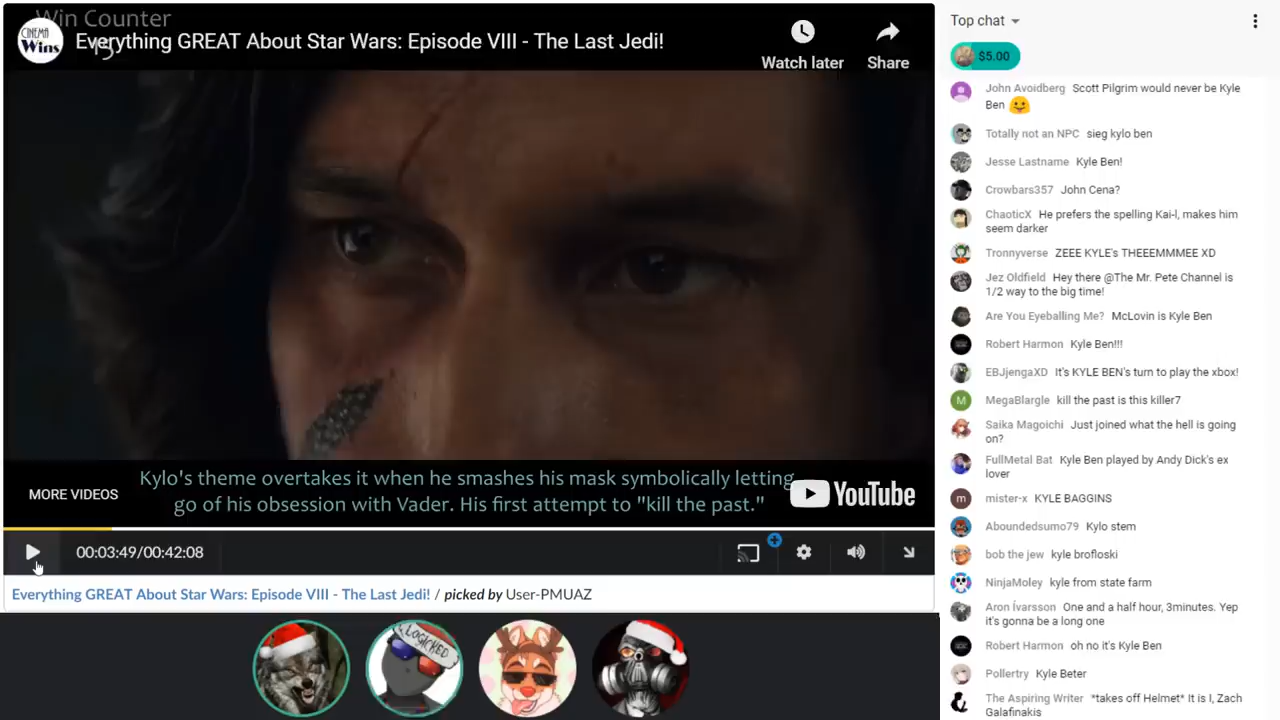 Win Counter
15
CINEMA
Wins
Everything GREAT About Star Wars: Episode VIII - The Last Jedi!
Watch later
Share
Kylo's theme overtakes it when he smashes his mask symbolically letting
go of his obsession with Vader. His first attempt to "kill the past."
MORE VIDEOS
YouTube
00:03:49/00:42:08
Everything GREAT About Star Wars: Episode VIII - The Last Jedi! / picked by User-PMUAZ
LOGICKED
Top chat
$5.00
John Avoidberg Scott Pilgrim would never be Kyle
Ben
Totally not an NPC sieg kylo ben
Jesse Lastname Kyle Ben!
Crowbars357 John Cena?
ChaoticX He prefers the spelling Kai-l, makes him
seem darker
Tronnyverse ZEEE KYLE's THEEEMMMEE XD
Jez Oldfield Hey there @The Mr. Pete Channel is
1/2 way to the big time!
Are You Eyeballing Me? McLovin is Kyle Ben
Robert Harmon Kyle Ben!!!
EBJjengaXD It's KYLE BEN's turn to play the xbox!
M
MegaBlargle kill the past is this killer7
Saika Magoichi Just joined what the hell is going
on?
FullMetal Bat Kyle Ben played by Andy Dick's ex
lover
m
mister-x KYLE BAGGINS
Aboundedsumo79 Kylo stem
bob the jew kyle brofloski
NinjaMoley kyle from state farm
Aron Ívarsson One and a half hour, 3minutes. Yep
it's gonna be a long one
Robert Harmon oh no it's Kyle Ben
Pollertry Kyle Beter
The Aspiring Writer *takes off Helmet* It is I, Zach
Galafinakis